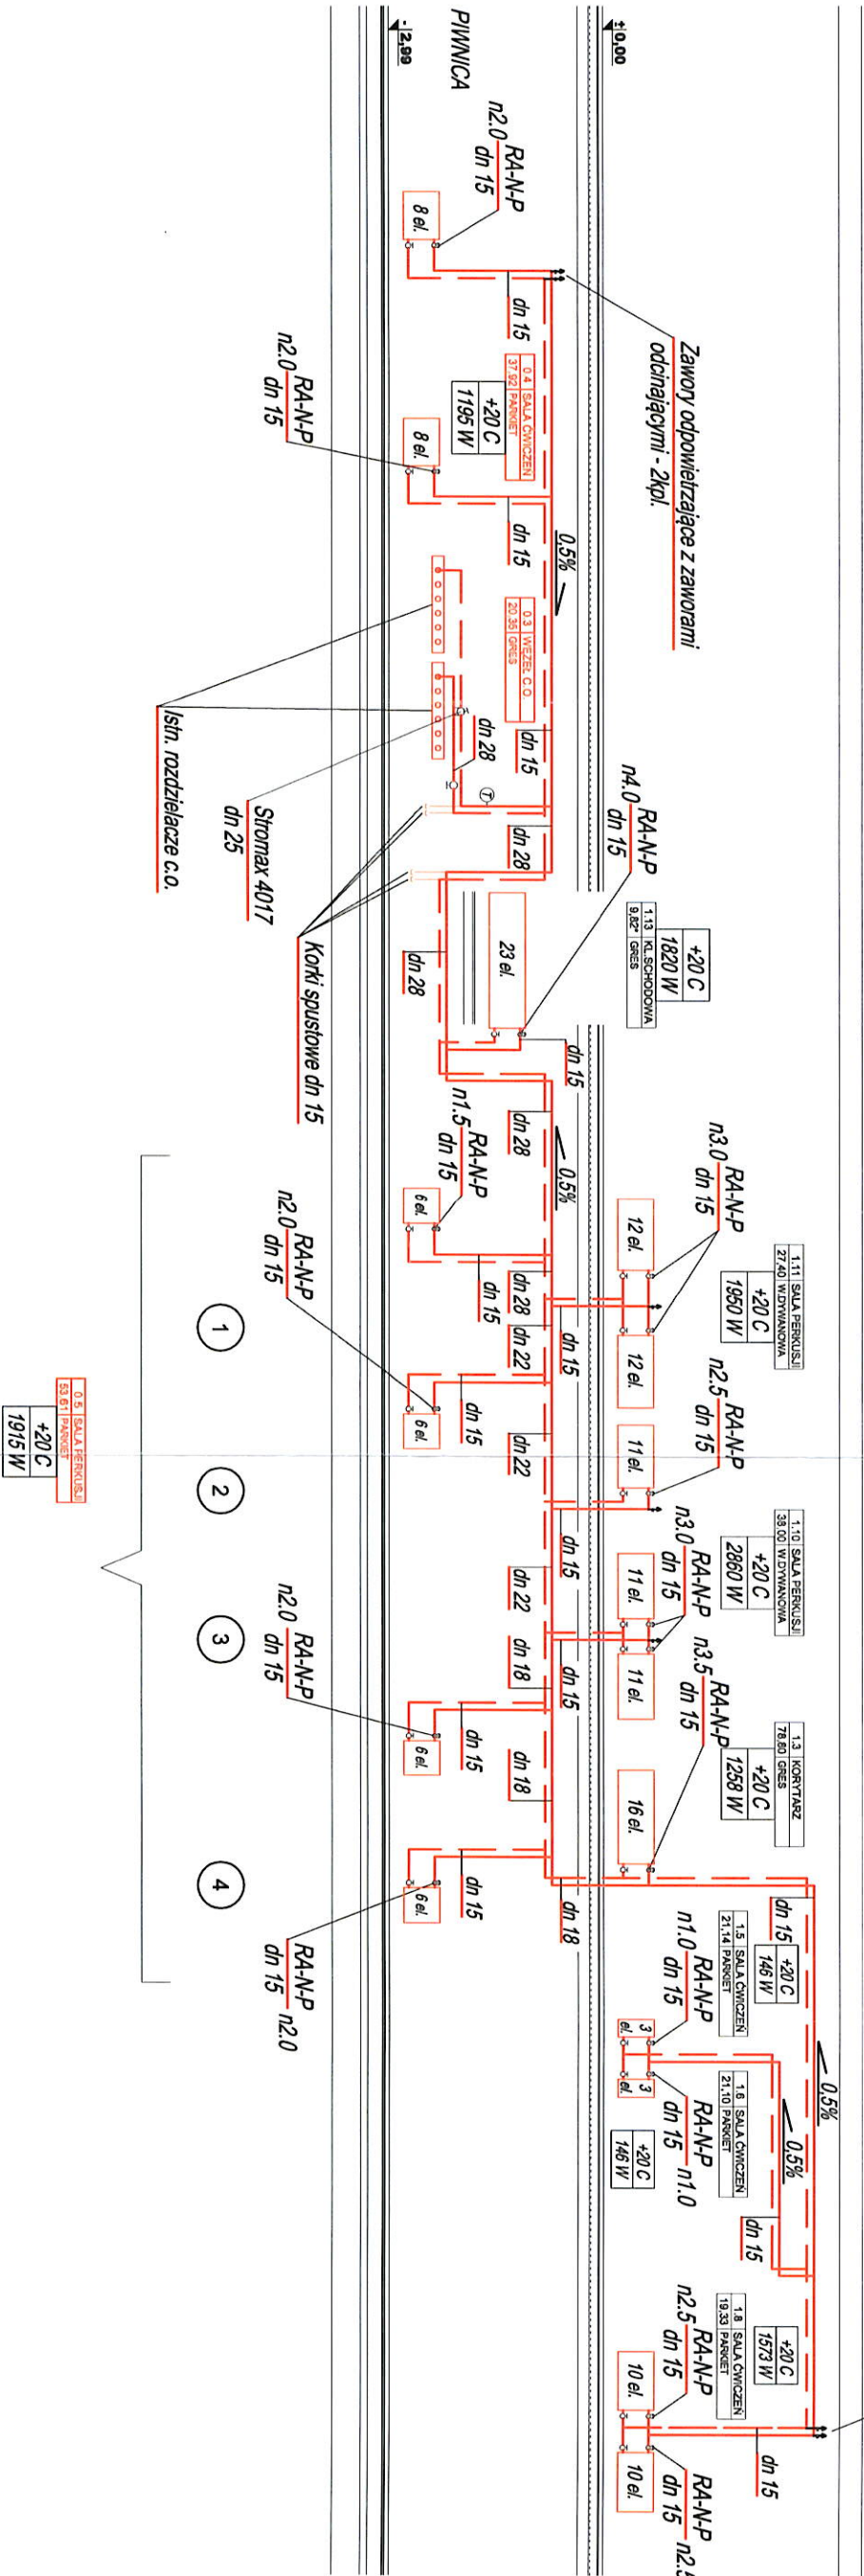 ±0,00
-2,99
PIWNICA
Zawory odpowietrzające z zaworami
odcinającymi - 2kpl.
n2.0 RA-N-P
dn 15
8 el.
dn 15
0.4 SALA ĆWICZEŃ
37.92 PARKIET
+20 C
1195 W
n2.0 RA-N-P
dn 15
8 el.
dn 15
0,5%
0.3 WĘZEŁ C.O.
20.35 GRES
dn 15
dn 28
T
Istn. rozdzielacze c.o.
Stromax 4017
dn 25
Korki spustowe dn 15
dn 28
dn 28
n4.0 RA-N-P
dn 15
+20 C
1820 W
1.13 KL.SCHODOWA
9,82* GRES
23 el.
dn 15
dn 28
0,5%
n1.5 RA-N-P
dn 15
6 el.
dn 15
dn 28
dn 22
n3.0 RA-N-P
dn 15
1.11 SALA PERKUSJI
27,40 W.DYWANOWA
+20 C
1950 W
12 el.
12 el.
dn 15
n2.0 RA-N-P
dn 15
6 el.
dn 15
dn 22
n2.5 RA-N-P
dn 15
11 el.
dn 15
1.10 SALA PERKUSJI
38,00 W.DYWANOWA
+20 C
2860 W
n3.0 RA-N-P
dn 15
11 el.
11 el.
dn 15
dn 22
dn 18
n2.0 RA-N-P
dn 15
6 el.
dn 15
dn 18
n3.5 RA-N-P
dn 15
1.3 KORYTARZ
78,80 GRES
+20 C
1258 W
16 el.
dn 18
6 el.
dn 15
RA-N-P n2.0
dn 15
1
2
3
4
0.5 SALA PERKUSJI
53.61 PARKIET
+20 C
1915 W
dn 15
+20 C
146 W
1.5 SALA ĆWICZEŃ
21,14 PARKIET
n1.0 RA-N-P
dn 15
3
el.
3
el.
0,5%
0,5%
1.6 SALA ĆWICZEŃ
21,10 PARKIET
RA-N-P n1.0
dn 15
+20 C
146 W
dn 15
+20 C
1573 W
1.8 SALA ĆWICZEŃ
19,33 PARKIET
n2.5 RA-N-P
dn 15
10 el.
10 el.
dn 15
RA-N-P n2.5
dn 15